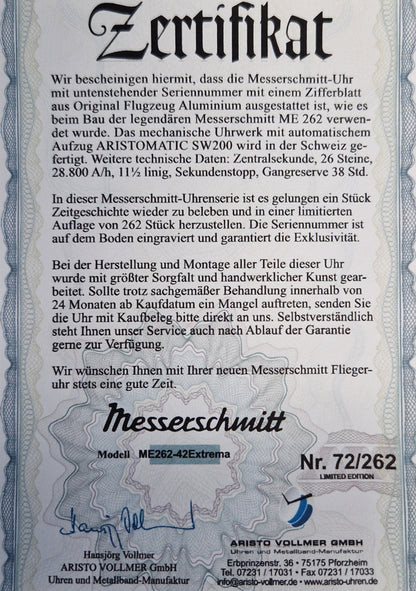 Zertifikat
Wir bescheinigen hiermit, dass die Messerschmitt-Uhr
mit untenstehender Seriennummer mit einem Zifferblatt
aus Original Flugzeug Aluminium ausgestattet ist, wie es
beim Bau der legendären Messerschmitt ME 262 verwen-
det wurde. Das mechanische Uhrwerk mit automatischem
Aufzug ARISTOMATIC SW200 wird in der Schweiz ge-
fertigt. Weitere technische Daten: Zentralsekunde, 26 Steine,
28.800 A/h, 11½ linig, Sekundenstopp, Gangreserve 38 Std.
In dieser Messerschmitt-Uhrenserie ist es gelungen ein Stück
Zeitgeschichte wieder zu beleben und in einer limitierten
Auflage von 262 Stück herzustellen. Die Seriennummer ist
auf dem Boden eingraviert und garantiert die Exklusivität.
Bei der Herstellung und Montage aller Teile dieser Uhr
wurde mit größter Sorgfalt und handwerklicher Kunst gear-
beitet. Sollte trotz sachgemäßer Behandlung innerhalb von
24 Monaten ab Kaufdatum ein Mangel auftreten, senden Sie
die Uhr mit Kaufbeleg bitte direkt an uns. Selbstverständlich
steht Ihnen unser Service auch nach Ablauf der Garantie
gerne zur Verfügung.
Wir wünschen Ihnen mit Ihrer neuen Messerschmitt Flieger-
uhr stets eine gute Zeit.
Messerschmitt
Modell ME262-42Extrema
Nr. 72/262
LIMITED EDITION
Hansjörg Vollmer
ARISTO VOLLMER GmbH
Uhren und Metallband-Manufaktur
ARISTO VOLLMER GMBH
Uhren und Metallband-Manufaktur
Erbprinzenstr. 36 • 75175 Pforzheim
Tel. 07231 / 17031 • Fax 07231 / 17033
info@aristo-vollmer.de • www.aristo-uhren.de